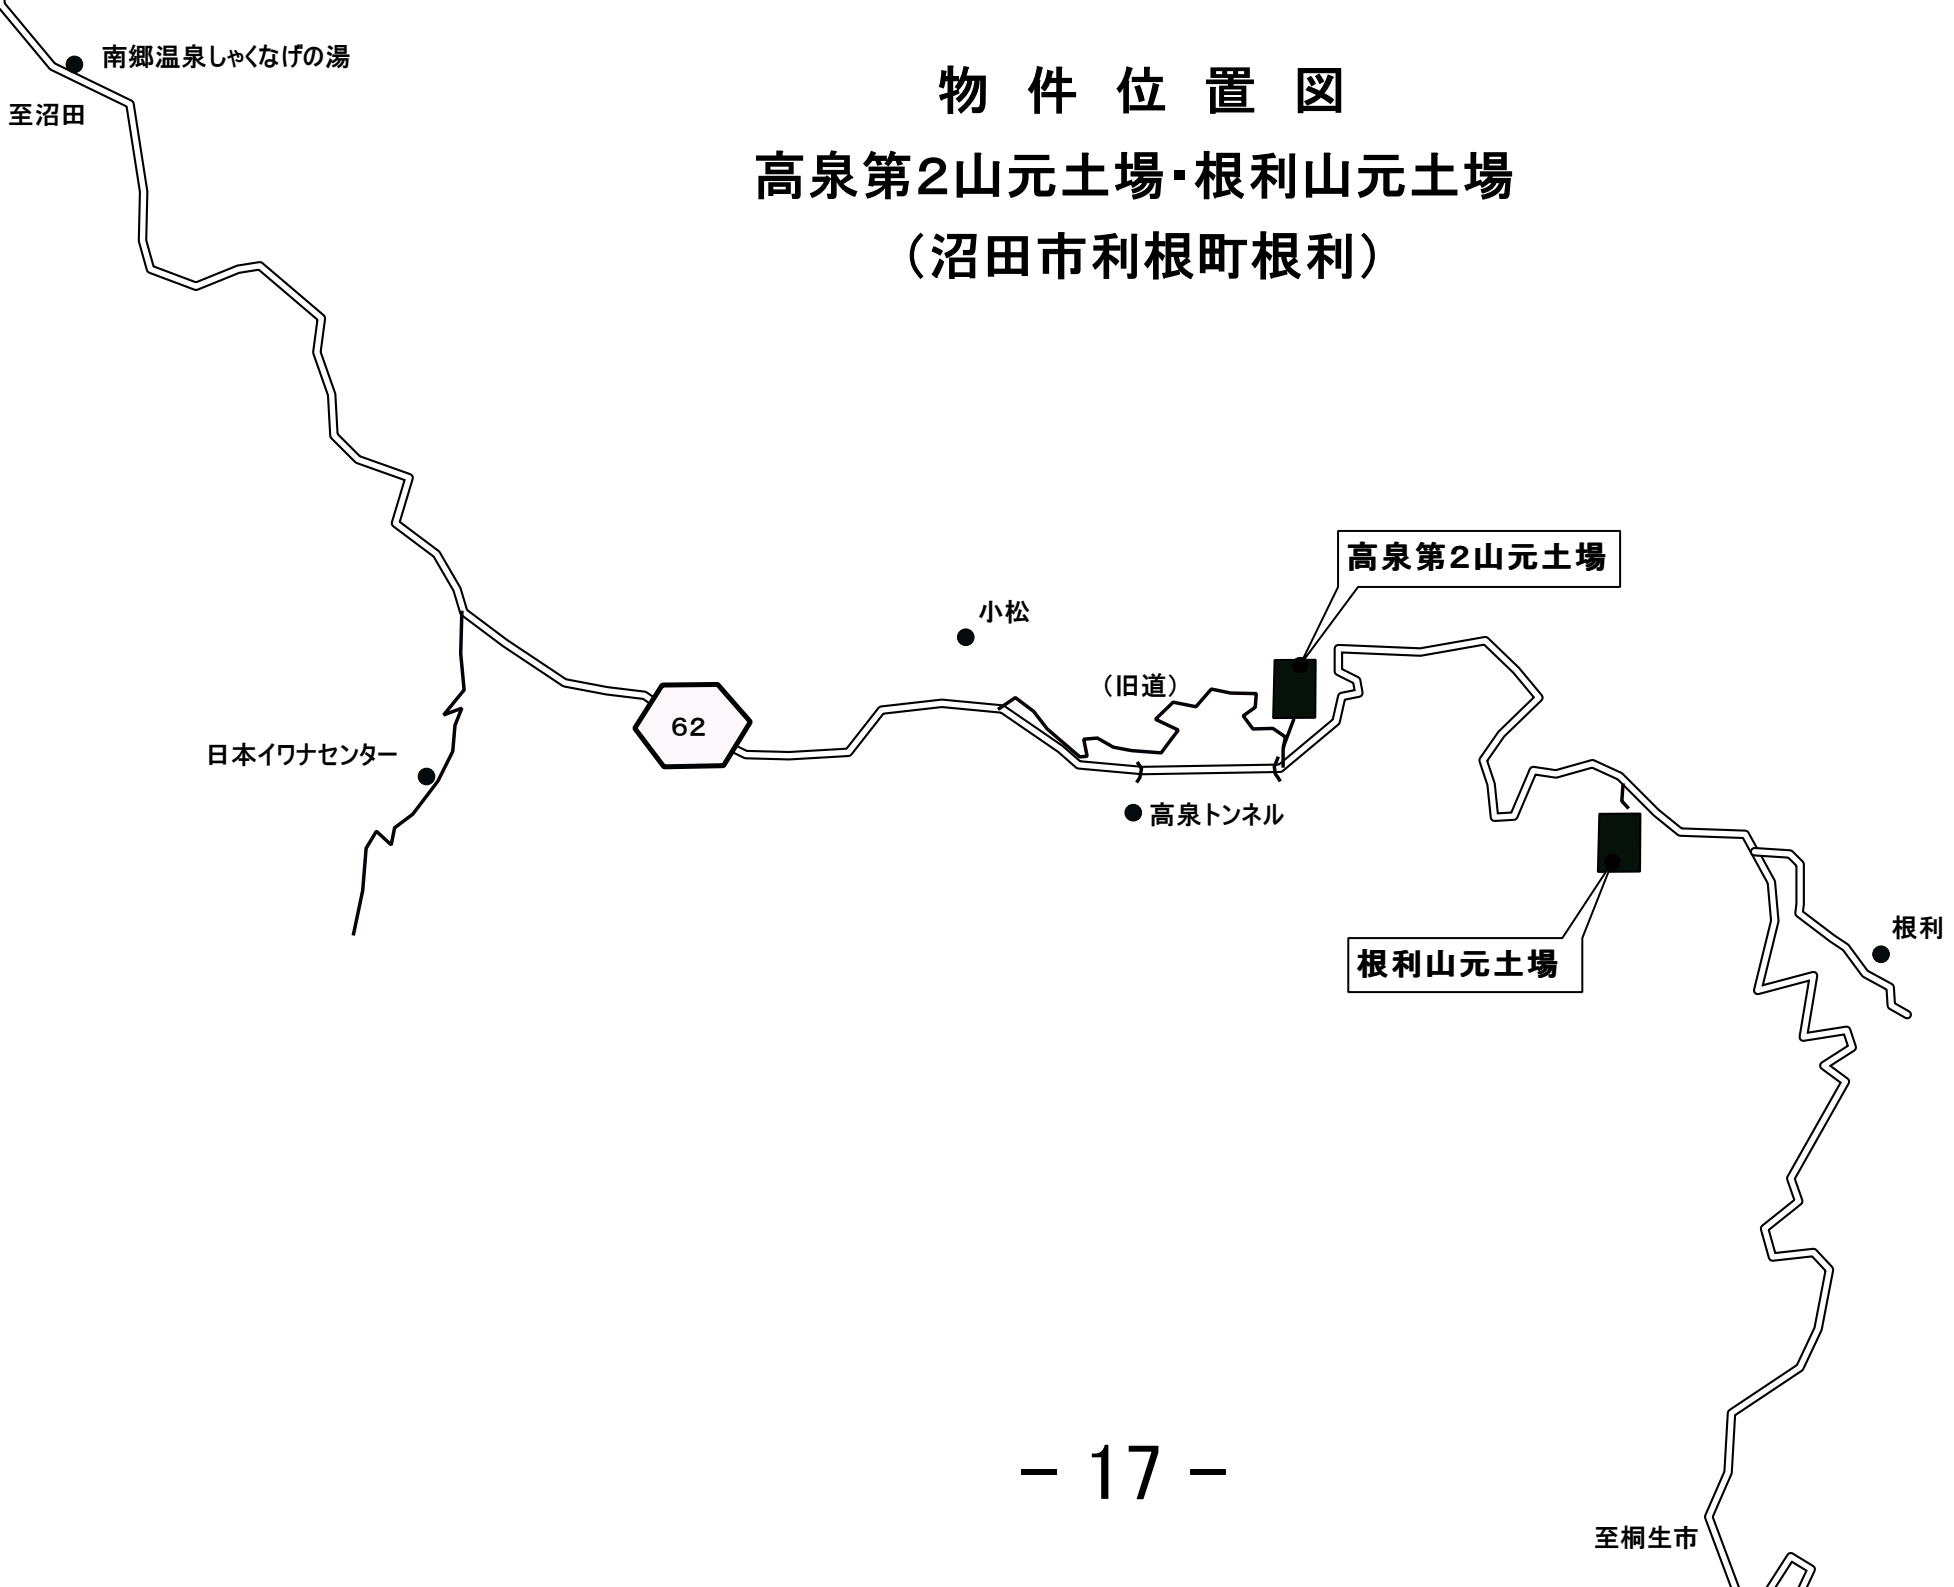 南郷温泉しゃくなげの湯
至沼田
物件位置図
高泉第2山元土場・根利山元土場
（沼田市利根町根利）
高泉第2山元土場
小松
（旧道）
62
日本イワナセンター
高泉トンネル
根利
根利山元土場
－ 17 －
至桐生市